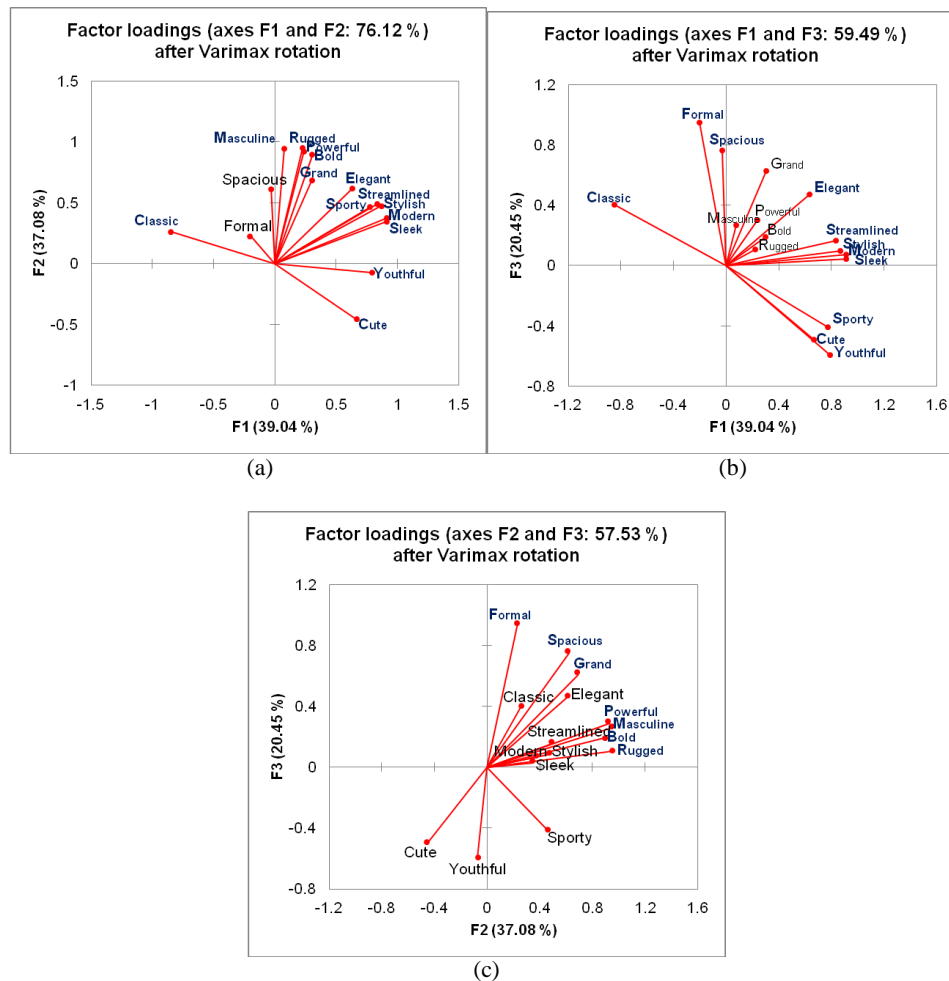 Factor loadings (axes F1 and F2: 76.12 %)
after Varimax rotation
1.5
1
0.5
0
-0.5
-1
-1.5
-1
-0.5
0
0.5
1
1.5
F2 (37.08 %)
F1 (39.04 %)
Masculine
Rugged
Powerful
Bold
Grand
Elegant
Spacious
Streamlined
Sporty
Stylish
Modern
Sleek
Classic
Formal
Youthful
Cute
(a)
Factor loadings (axes F1 and F3: 59.49 %)
after Varimax rotation
1.2
0.8
0.4
0
-0.4
-0.8
-1.2
-0.8
-0.4
0
0.4
0.8
1.2
1.6
F3 (20.45 %)
F1 (39.04 %)
Formal
Spacious
Grand
Elegant
Classic
Masculine
Powerful
Bold
Rugged
Streamlined
Stylish
Modern
Sleek
Sporty
Cute
Youthful
(b)
Factor loadings (axes F2 and F3: 57.53 %)
after Varimax rotation
1.2
0.8
0.4
0
-0.4
-0.8
-1.2
-0.8
-0.4
0
0.4
0.8
1.2
1.6
F3 (20.45 %)
F2 (37.08 %)
Formal
Spacious
Grand
Classic
Elegant
Powerful
Masculine
Streamlined
Bold
Modern
Stylish
Rugged
Sleek
Sporty
Cute
Youthful
(c)